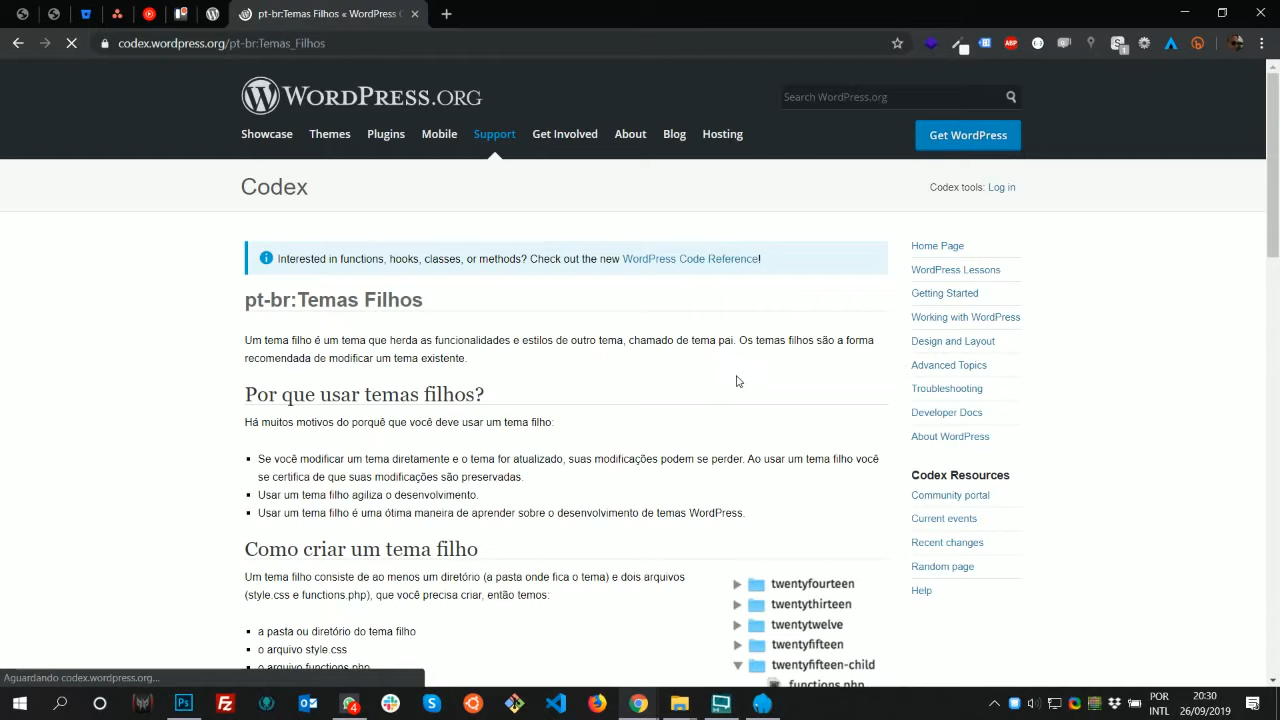 pt-br:Temas Filhos « WordPress C
codex.wordpress.org/pt-br:Temas_Filhos
ABP
1
WORDPRESS.ORG
Search WordPress.org
Showcase Themes Plugins Mobile Support Get Involved About Blog Hosting
Get WordPress
Codex
Codex tools: Log in
Interested in functions, hooks, classes, or methods? Check out the new WordPress Code Reference!
pt-br:Temas Filhos
Um tema filho é um tema que herda as funcionalidades e estilos de outro tema, chamado de tema pai. Os temas filhos são a forma
recomendada de modificar um tema existente.
Por que usar temas filhos?
Há muitos motivos do porquê que você deve usar um tema filho:
Se você modificar um tema diretamente e o tema for atualizado, suas modificações podem se perder. Ao usar um tema filho você
se certifica de que suas modificações são preservadas.
Usar um tema filho agiliza o desenvolvimento.
Usar um tema filho é uma ótima maneira de aprender sobre o desenvolvimento de temas WordPress.
Como criar um tema filho
Um tema filho consiste de ao menos um diretório (a pasta onde fica o tema) e dois arquivos
(style.css e functions.php), que você precisa criar, então temos:
a pasta ou diretório do tema filho
o arquivo style.css
o arquivo functions.php
twentyfourteen
twentythirteen
twentytwelve
twentyfifteen
twentyfifteen-child
functions.php
Home Page
WordPress Lessons
Getting Started
Working with WordPress
Design and Layout
Advanced Topics
Troubleshooting
Developer Docs
About WordPress
Codex Resources
Community portal
Current events
Recent changes
Random page
Help
Aguardando codex.wordpress.org...
Ps
4
POR
INTL
20:30
26/09/2019